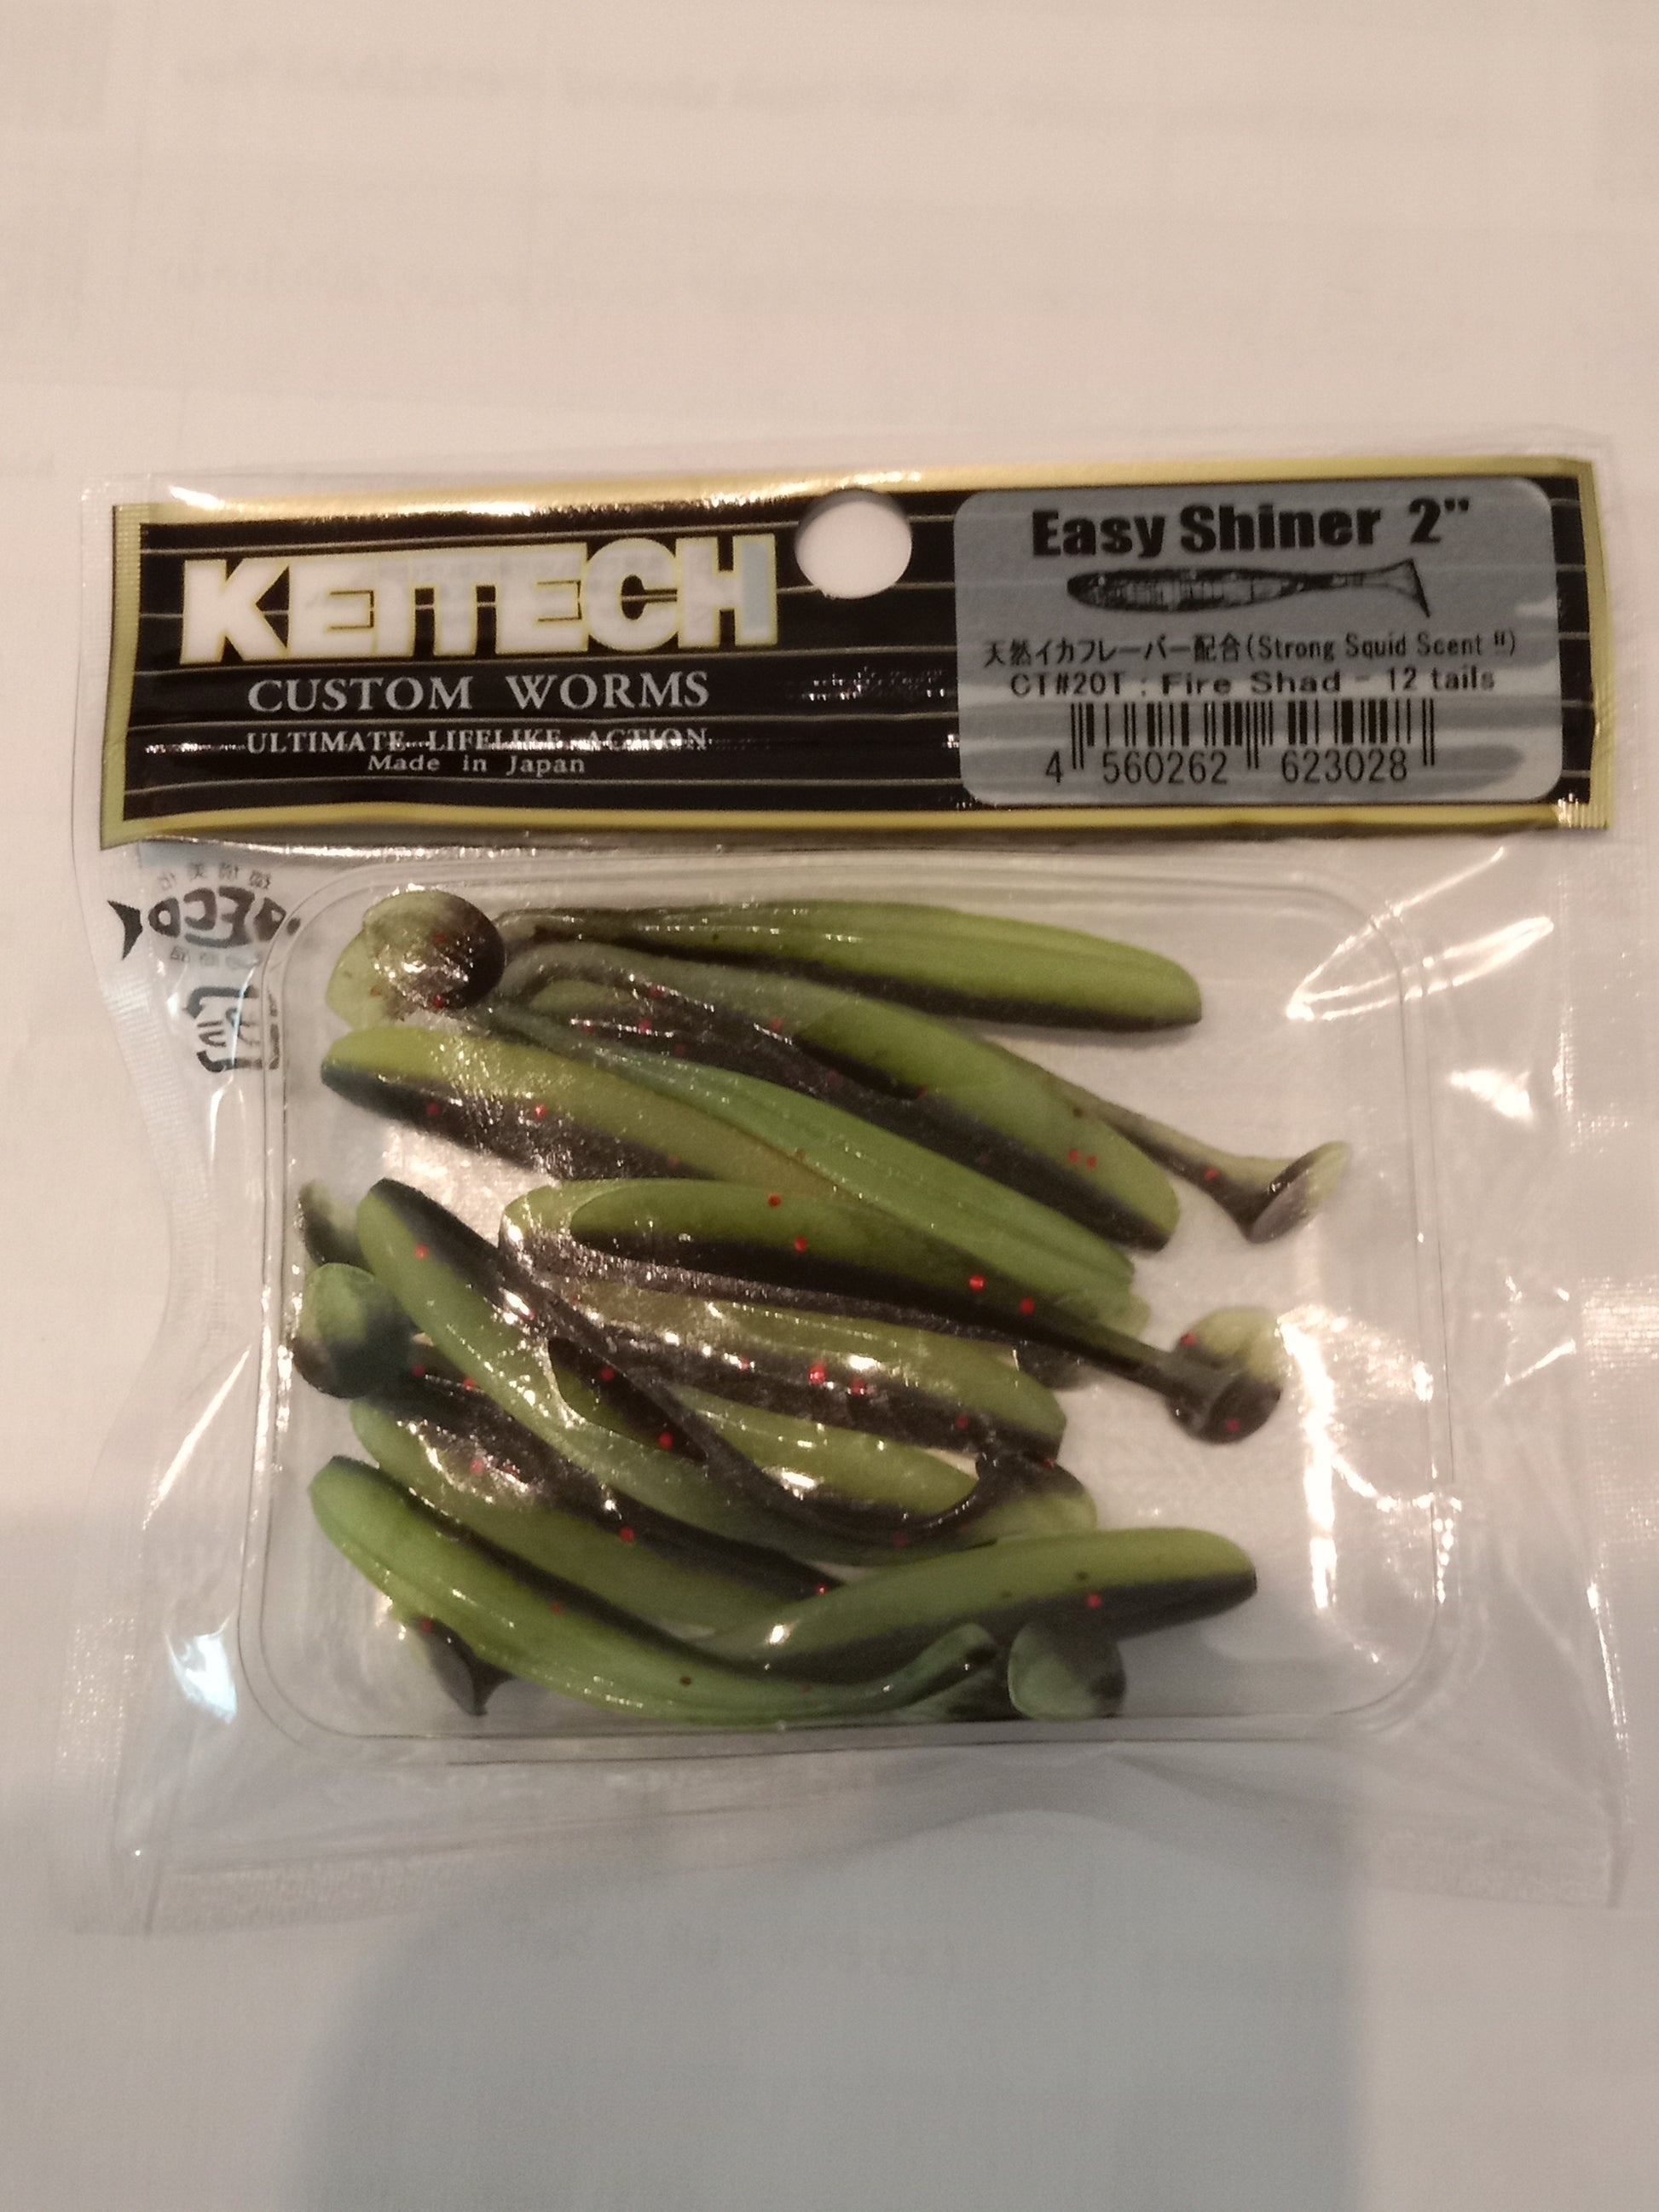 KEITECH
CUSTOM WORMS
ULTIMATE LIFELIKE ACTION
Made in Japan
Easy Shiner 2"
天然イカフレーバー配合(Strong Squid Scent !!)
CT#20T : Fire Shad - 12 tails
4 560262 623028
ECO